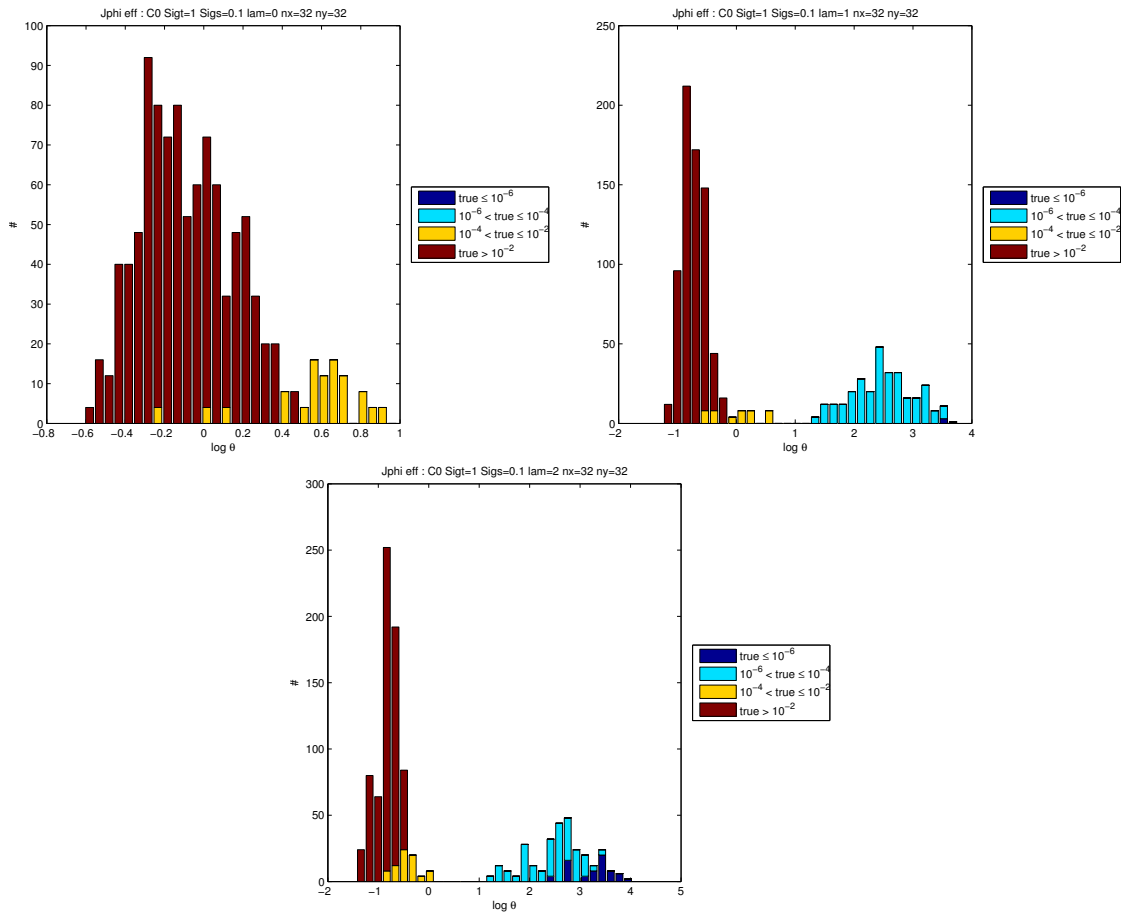 Jphi eff : C0 Sigt=1 Sigs=0.1 lam=0 nx=32 ny=32
100
90
80
70
60
50
40
30
20
10
0
#
−0.8 −0.6 −0.4 −0.2 0 0.2 0.4 0.6 0.8 1
log θ
true ≤ 10⁻⁶
10⁻⁶ < true ≤ 10⁻⁴
10⁻⁴ < true ≤ 10⁻²
true > 10⁻²
Jphi eff : C0 Sigt=1 Sigs=0.1 lam=1 nx=32 ny=32
250
200
150
100
50
0
#
−2 −1 0 1 2 3 4
log θ
true ≤ 10⁻⁶
10⁻⁶ < true ≤ 10⁻⁴
10⁻⁴ < true ≤ 10⁻²
true > 10⁻²
Jphi eff : C0 Sigt=1 Sigs=0.1 lam=2 nx=32 ny=32
300
250
200
150
100
50
0
#
−2 −1 0 1 2 3 4 5
log θ
true ≤ 10⁻⁶
10⁻⁶ < true ≤ 10⁻⁴
10⁻⁴ < true ≤ 10⁻²
true > 10⁻²